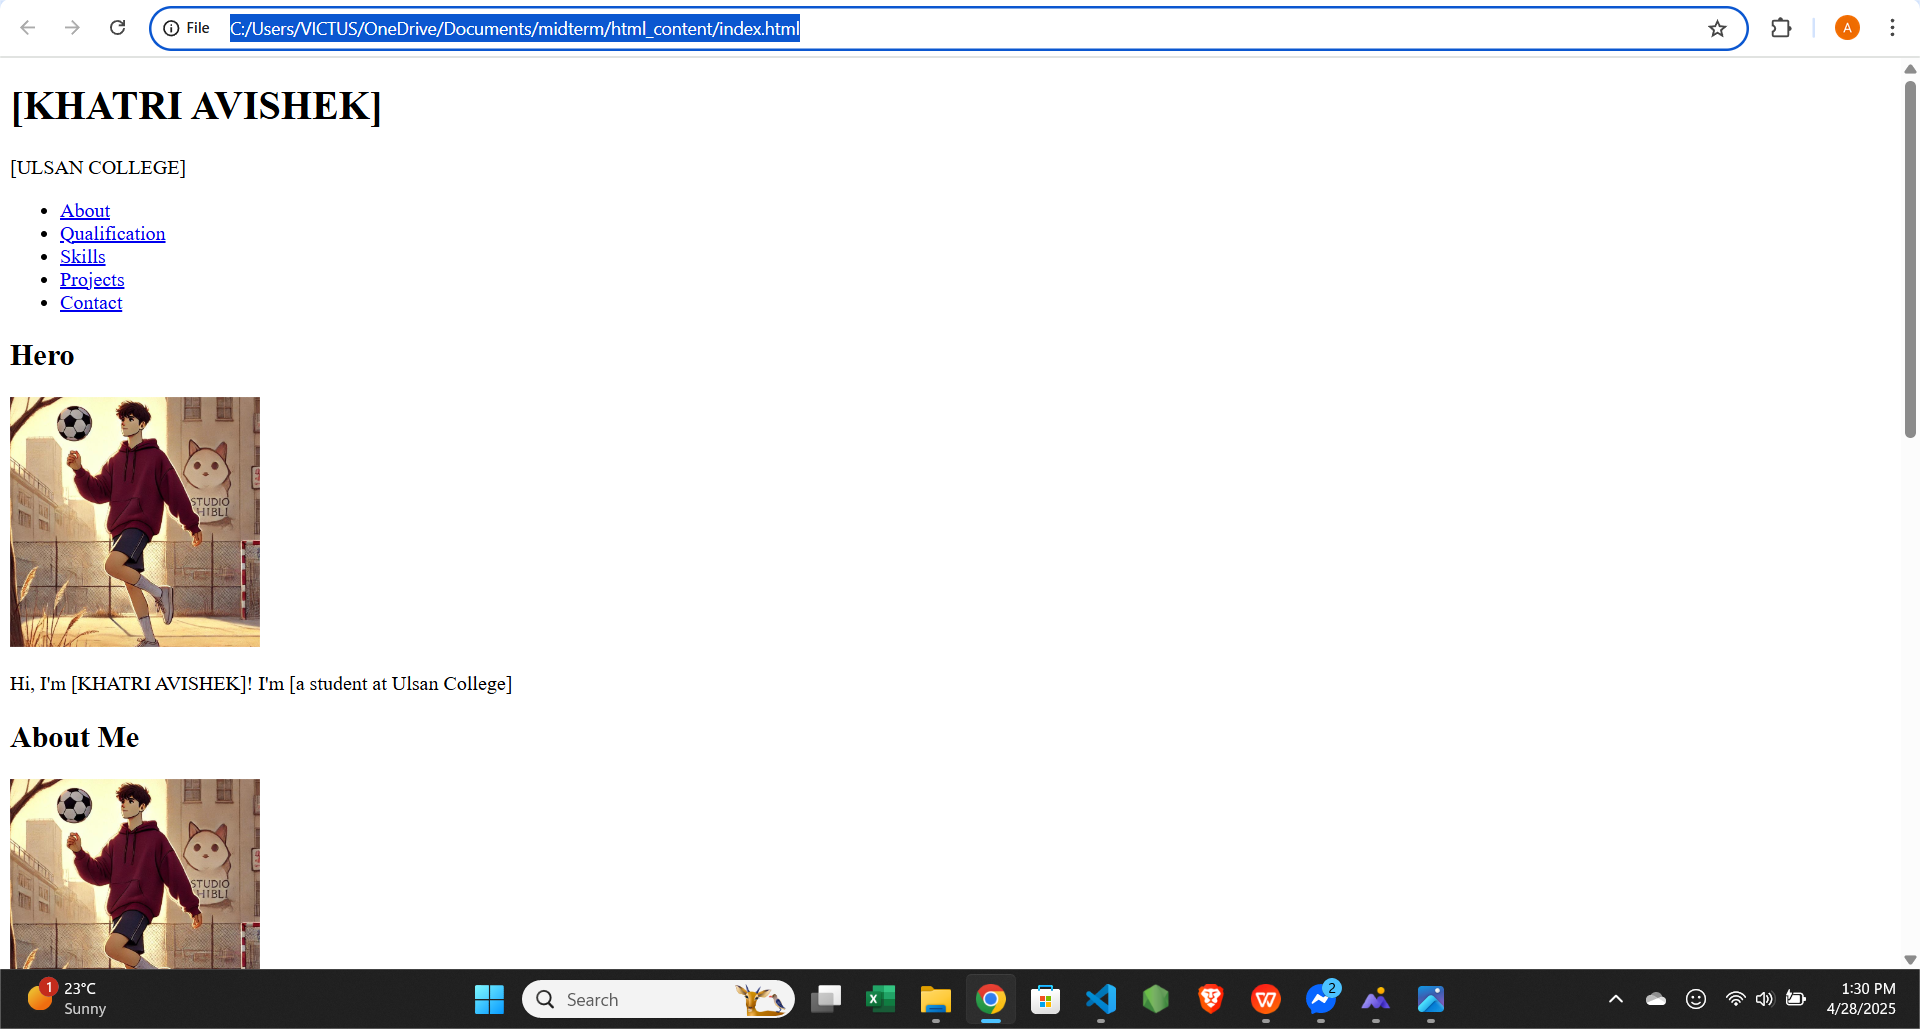 File C:/Users/VICTUS/OneDrive/Documents/midterm/html_content/index.html
A
[KHATRI AVISHEK]
[ULSAN COLLEGE]
About
Qualification
Skills
Projects
Contact
Hero
STUDIO
HIBLI
Hi, I'm [KHATRI AVISHEK]! I'm [a student at Ulsan College]
About Me
STUDIO
HIBLI
1
23°C
Sunny
Search
2
1:30 PM
4/28/2025